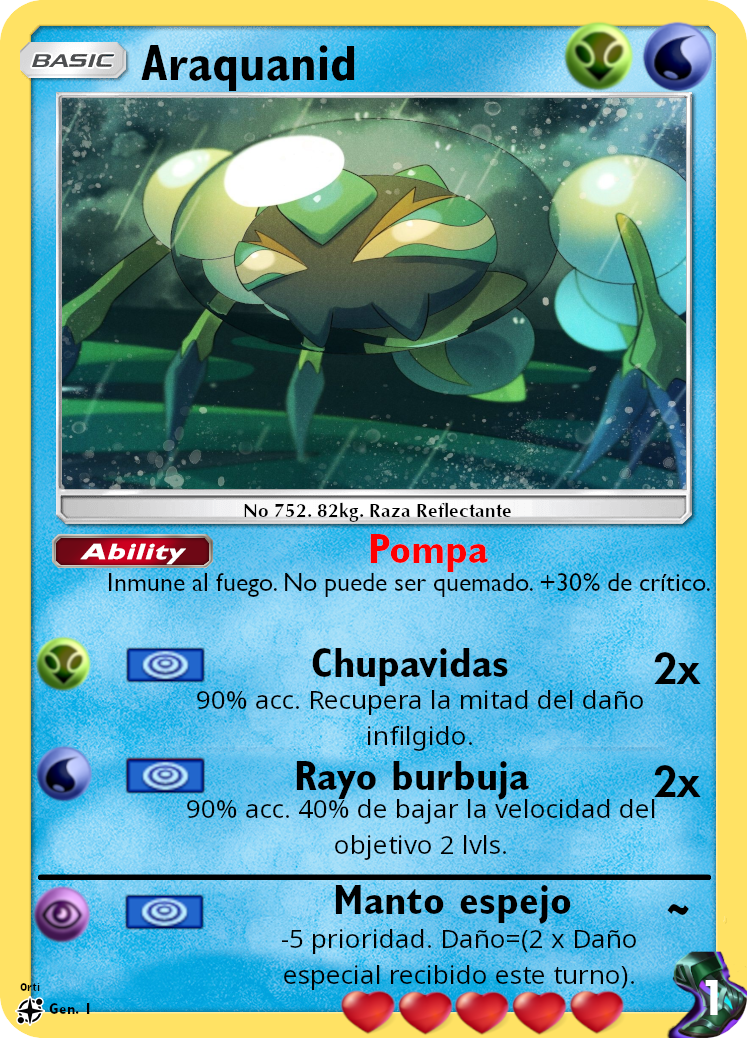 BASIC Araquanid
No 752. 82kg. Raza Reflectante
Ability Pompa
Inmune al fuego. No puede ser quemado. +30% de crítico.
Chupavidas 2x
90% acc. Recupera la mitad del daño
infilgido.
Rayo burbuja 2x
90% acc. 40% de bajar la velocidad del
objetivo 2 lvls.
Manto espejo ~
-5 prioridad. Daño=(2 x Daño
especial recibido este turno).
Orti
Gen. 1
1